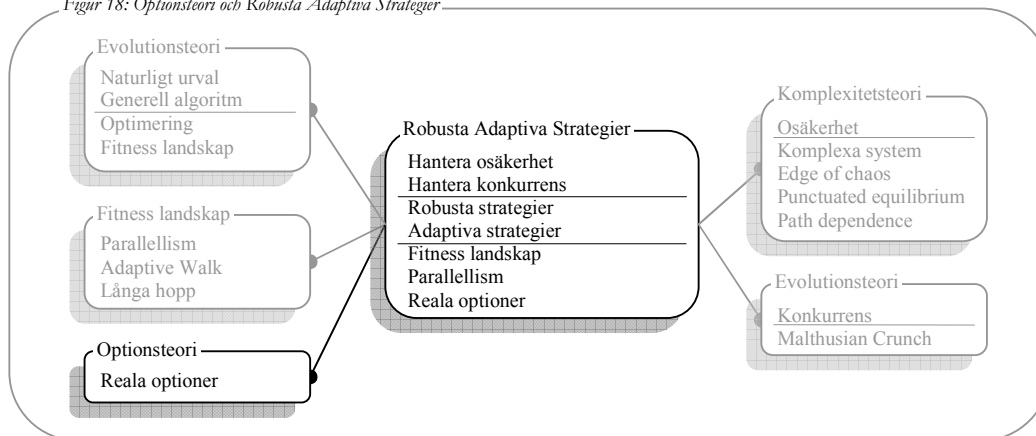 Figur 18: Optionsteori och Robusta Adaptiva Strategier
Evolutionsteori
Naturligt urval
Generell algoritm
Optimering
Fitness landskap
Fitness landskap
Parallellism
Adaptive Walk
Långa hopp
Optionsteori
Reala optioner
Robusta Adaptiva Strategier
Hantera osäkerhet
Hantera konkurrens
Robusta strategier
Adaptiva strategier
Fitness landskap
Parallellism
Reala optioner
Komplexitetsteori
Osäkerhet
Komplexa system
Edge of chaos
Punctuated equilibrium
Path dependence
Evolutionsteori
Konkurrens
Malthusian Crunch